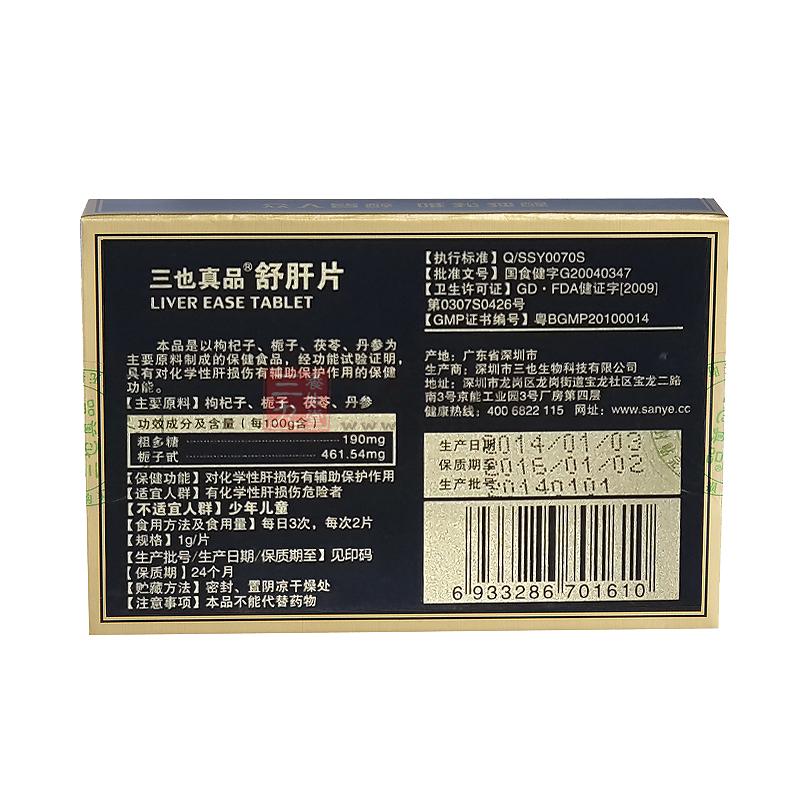 三也真品®舒肝片
LIVER EASE TABLET
本品是以枸杞子、栀子、茯苓、丹参为
主要原料制成的保健食品，经功能试验证明，
具有对化学性肝损伤有辅助保护作用的保健
功能。
【主要原料】枸杞子、栀子、茯苓、丹参
功效成分及含量（每100g含）
粗多糖 190mg
栀子甙 461.54mg
【保健功能】对化学性肝损伤有辅助保护作用
【适宜人群】有化学性肝损伤危险者
【不适宜人群】少年儿童
【食用方法及食用量】每日3次，每次2片
【规格】1g/片
【生产批号/生产日期/保质期至】见印码
【保质期】24个月
【贮藏方法】密封、置阴凉干燥处
【注意事项】本品不能代替药物
【执行标准】Q/SSY0070S
【批准文号】国食健字G20040347
【卫生许可证】GD·FDA健证字[2009]
第0307S0426号
【GMP证书编号】粤BGMP20100014
产地：广东省深圳市
生产商：深圳市三也生物科技有限公司
地址：深圳市龙岗区龙岗街道宝龙社区宝龙二路
南3号京能工业园3号厂房第四层
健康热线：400 6822 115 网址：www.sanye.cc
生产日期2014/01/03
保质期至2016/01/02
生产批号20140101
6 933286 701610